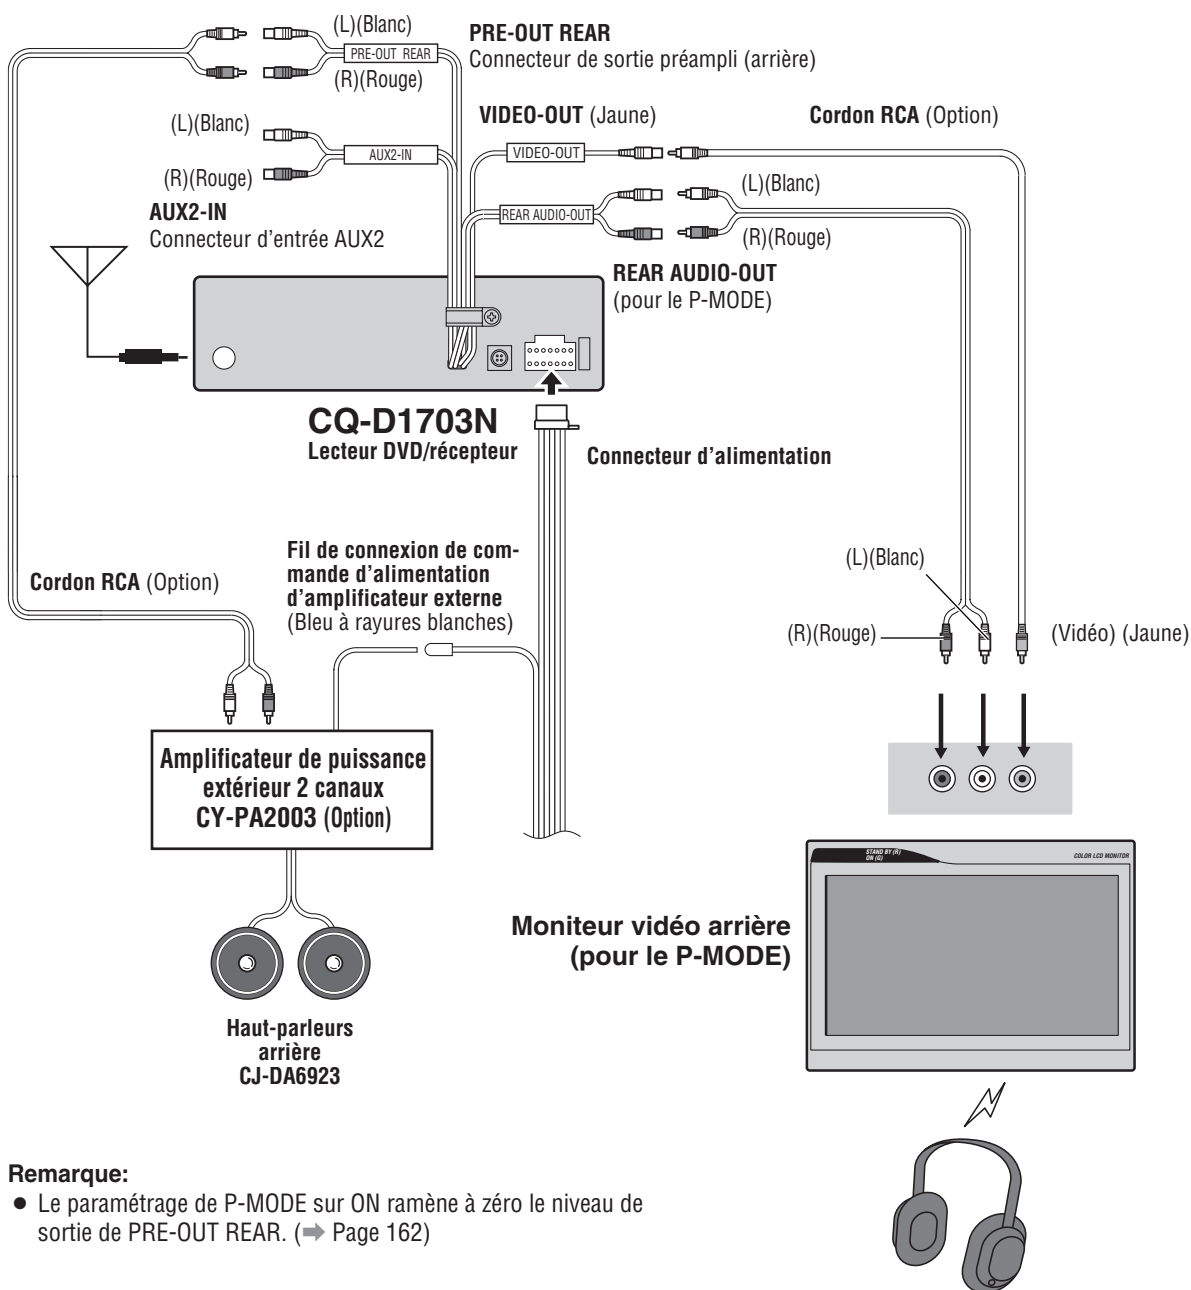 (L)(Blanc)
PRE-OUT REAR
(R)(Rouge)
PRE-OUT REAR
Connecteur de sortie préampli (arrière)
(L)(Blanc)
AUX2-IN
(R)(Rouge)
AUX2-IN
Connecteur d'entrée AUX2
VIDEO-OUT (Jaune)
VIDEO-OUT
Cordon RCA (Option)
(L)(Blanc)
REAR AUDIO-OUT
(R)(Rouge)
REAR AUDIO-OUT
(pour le P-MODE)
CQ-D1703N
Lecteur DVD/récepteur
Connecteur d'alimentation
Fil de connexion de com-
mande d'alimentation
d'amplificateur externe
(Bleu à rayures blanches)
Cordon RCA (Option)
(L)(Blanc)
(R)(Rouge)
(Vidéo) (Jaune)
Amplificateur de puissance
extérieur 2 canaux
CY-PA2003 (Option)
STAND BY (R)
ON (G)
COLOR LCD MONITOR
Moniteur vidéo arrière
(pour le P-MODE)
Haut-parleurs
arrière
CJ-DA6923
Remarque:
● Le paramétrage de P-MODE sur ON ramène à zéro le niveau de
sortie de PRE-OUT REAR. (➡ Page 162)